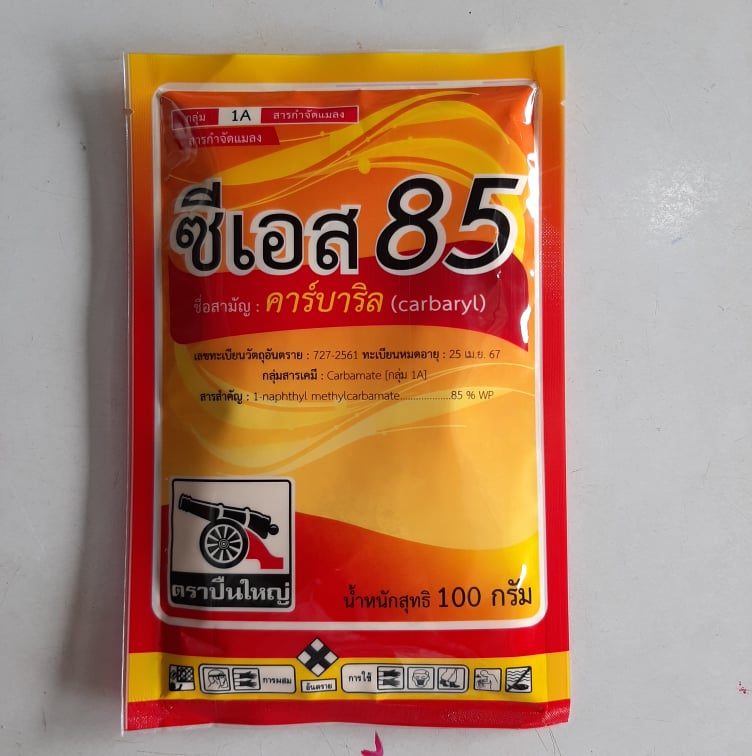 กลุ่ม 1A สารกำจัดแมลง
สารกำจัดแมลง
ซีเอส 85
ชื่อสามัญ : คาร์บาริล (carbaryl)
เลขทะเบียนวัตถุอันตราย : 727-2561 ทะเบียนหมดอายุ : 25 เม.ย. 67
กลุ่มสารเคมี : Carbamate [กลุ่ม 1A]
สารสำคัญ : 1-naphthyl methylcarbamate...................85 % WP
ตราปืนใหญ่
น้ำหนักสุทธิ 100 กรัม
การผสม อันตราย การใช้